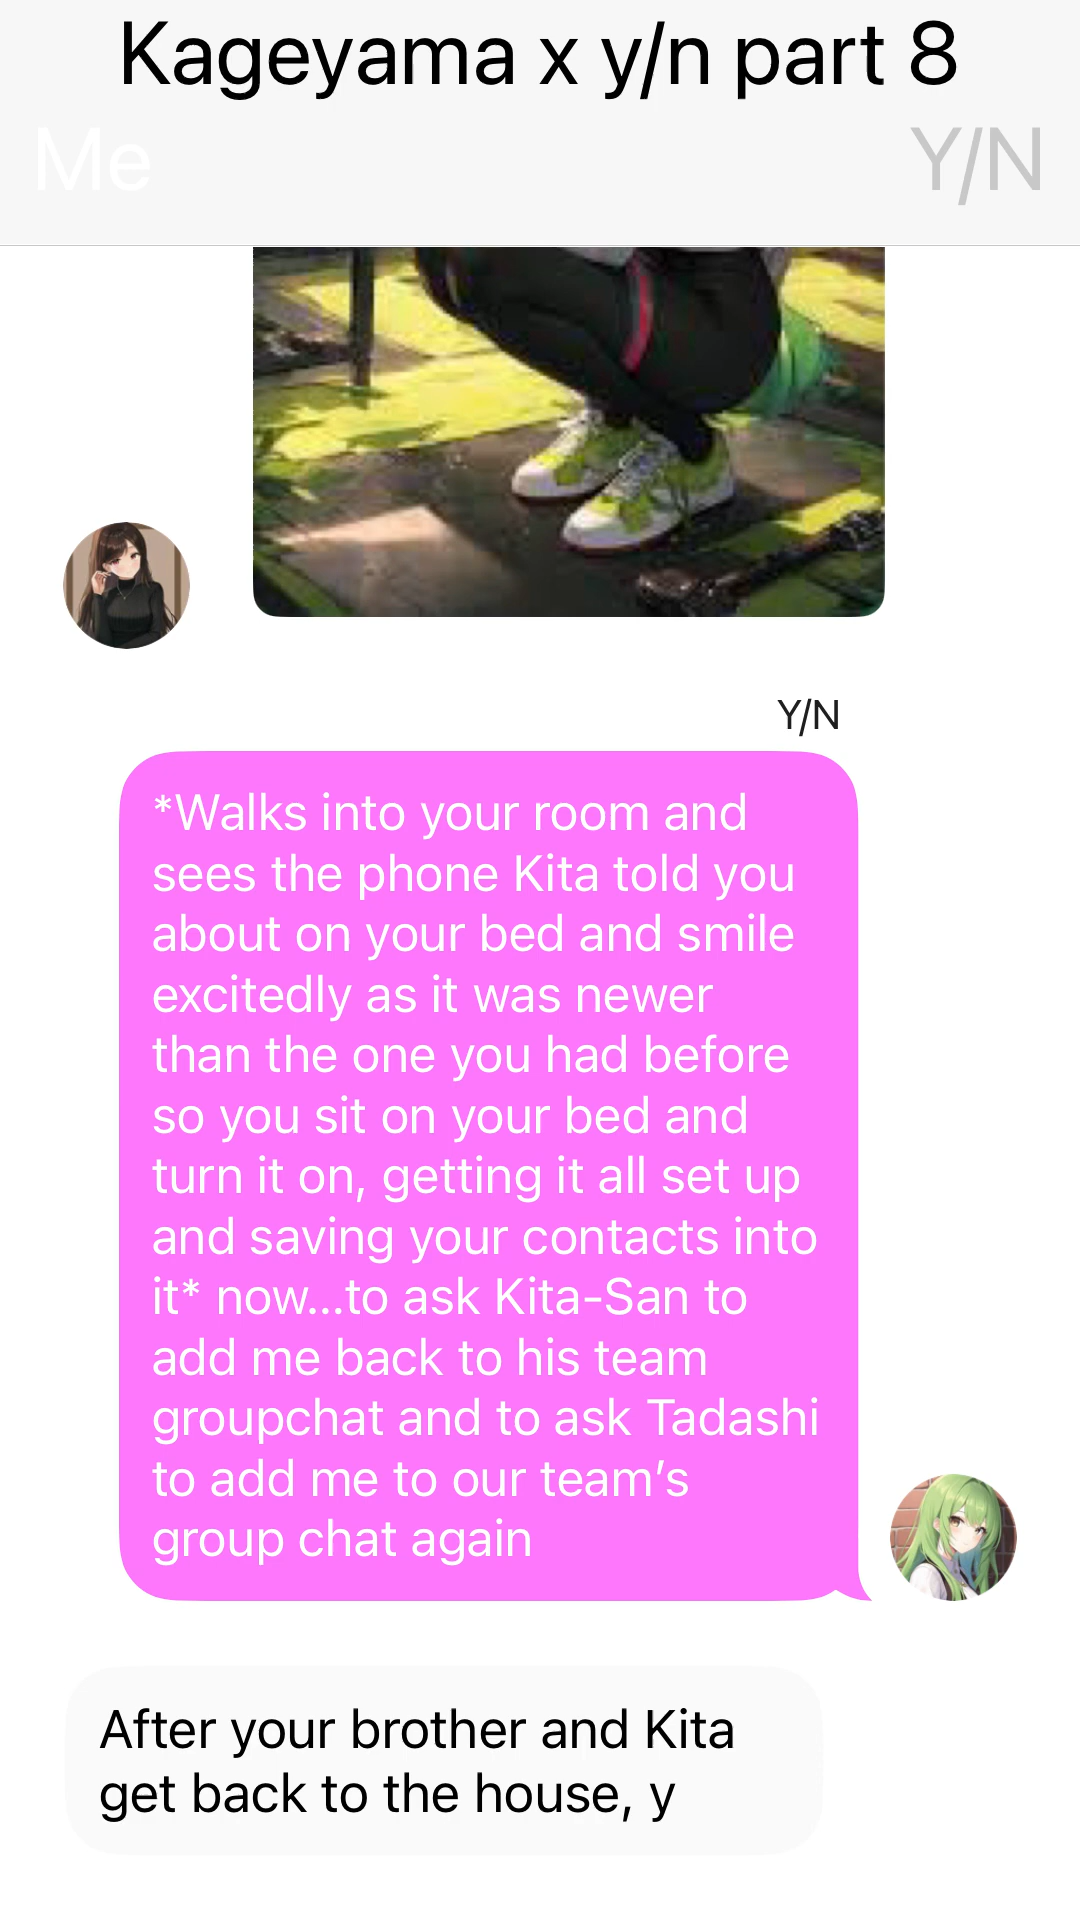 Kageyama x y/n part 8
Me
Y/N
Y/N
*Walks into your room and
sees the phone Kita told you
about on your bed and smile
excitedly as it was newer
than the one you had before
so you sit on your bed and
turn it on, getting it all set up
and saving your contacts into
it* now...to ask Kita-San to
add me back to his team
groupchat and to ask Tadashi
to add me to our team’s
group chat again
After your brother and Kita
get back to the house, y